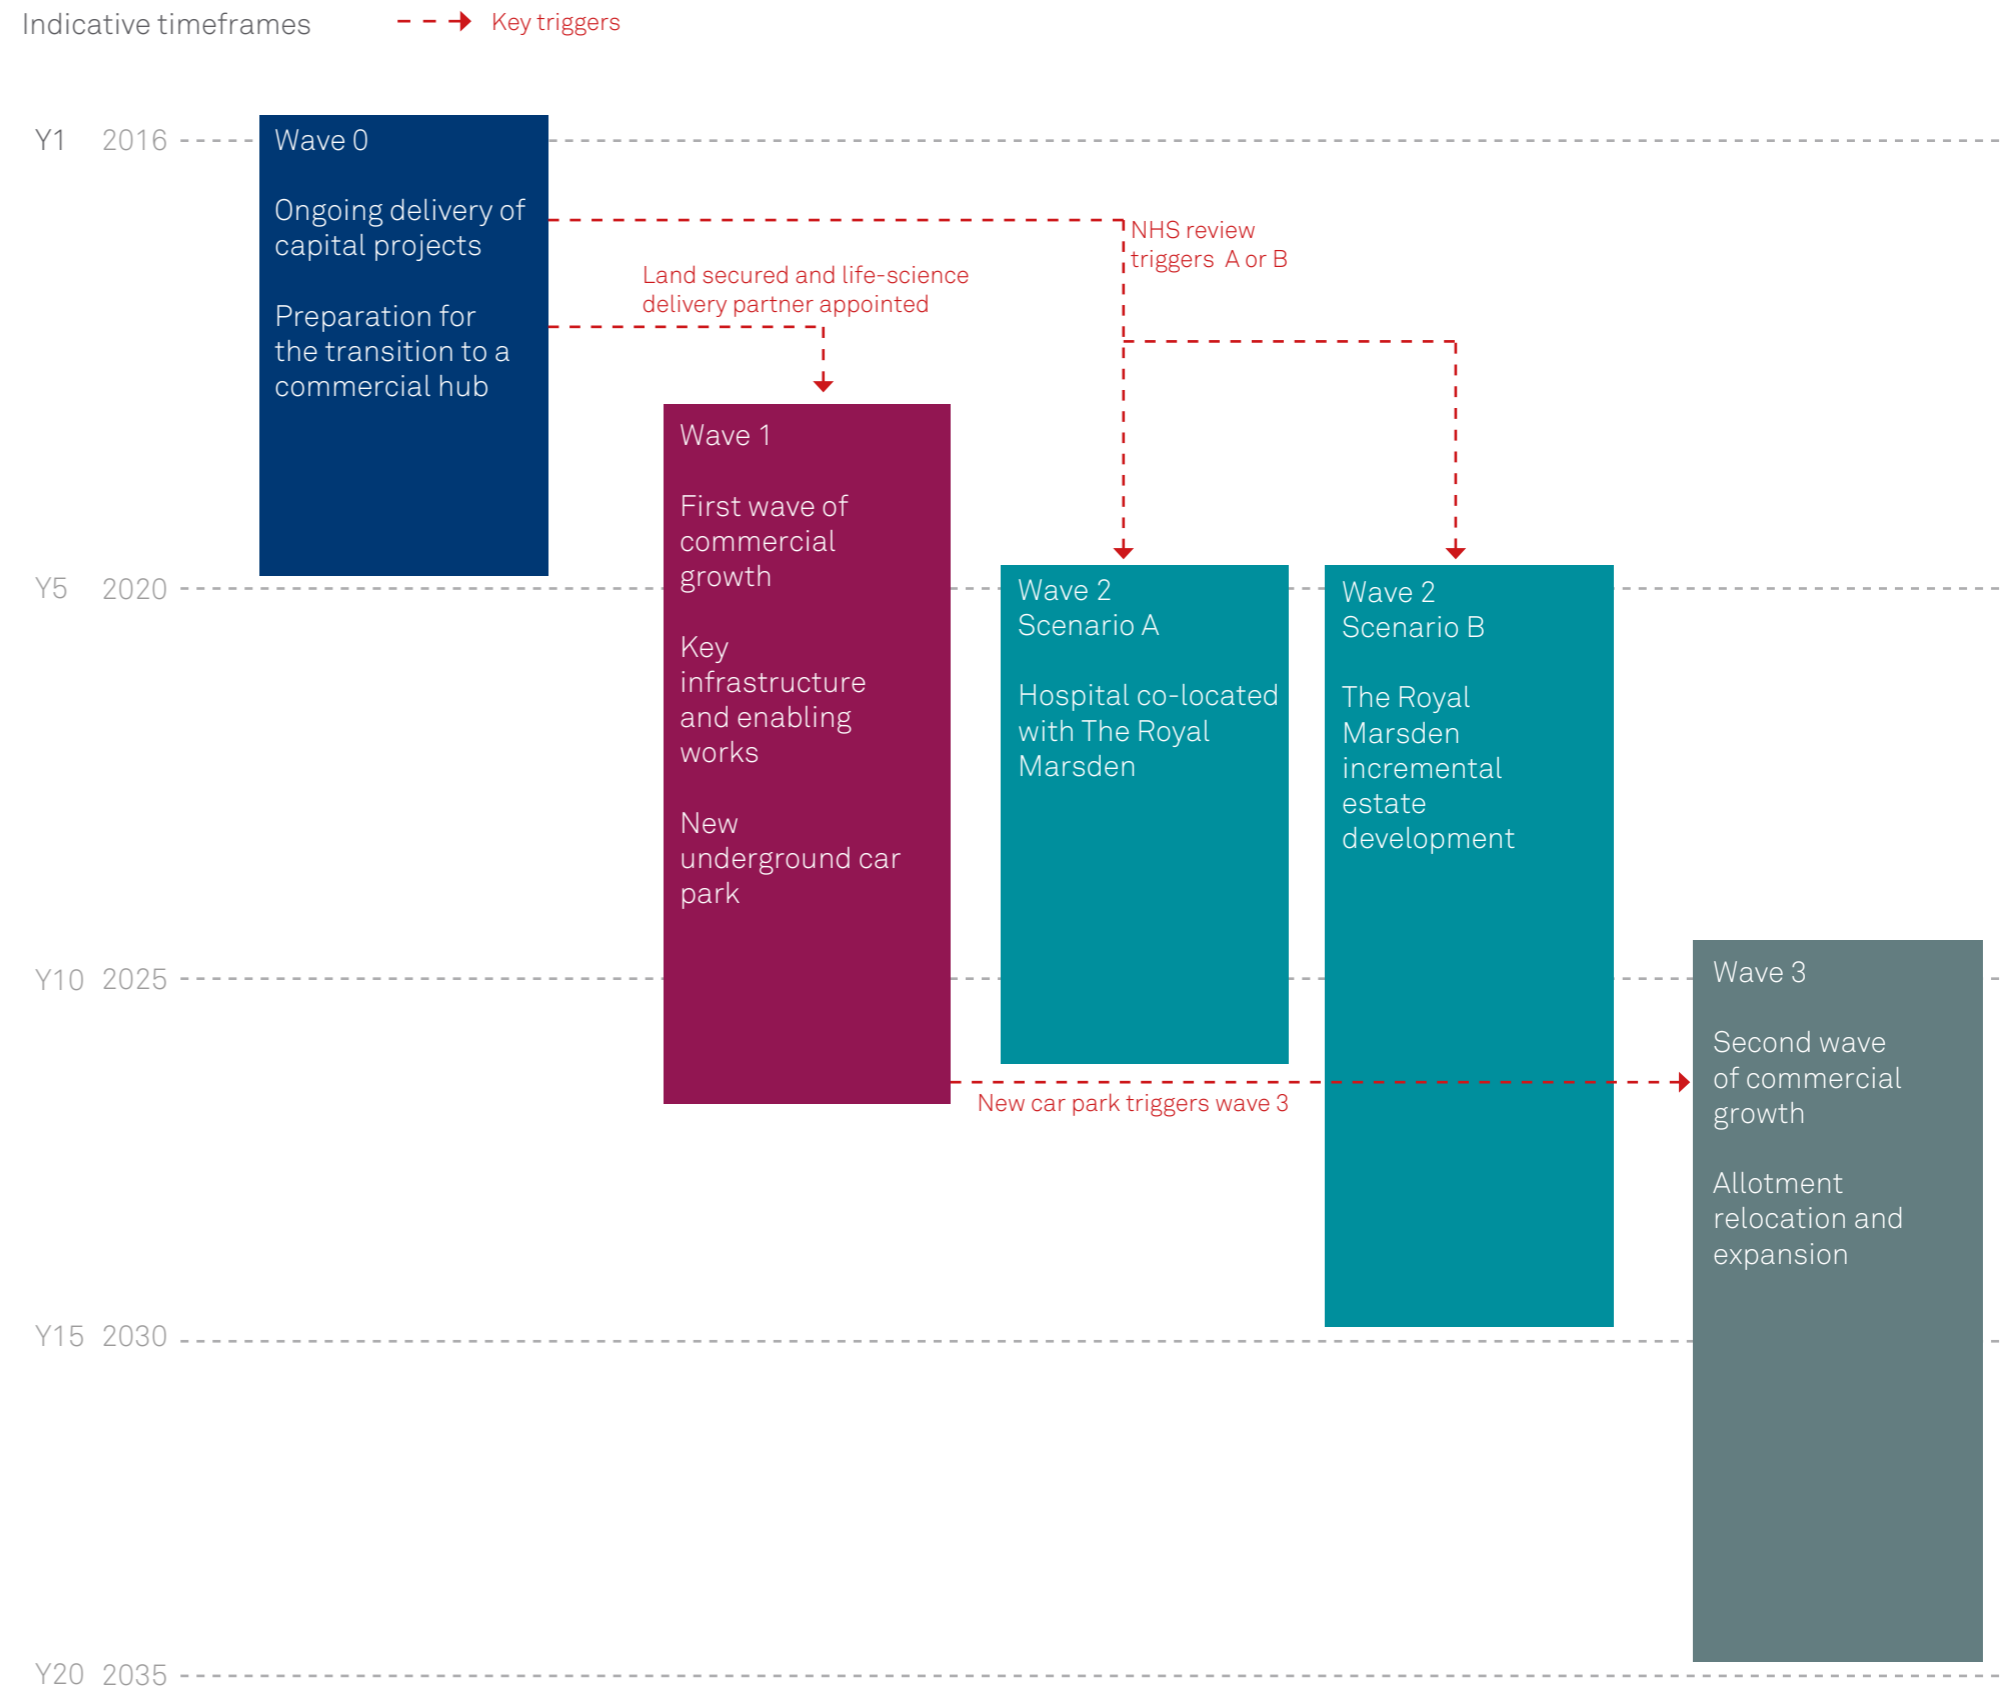 Indicative timeframes
Key triggers
Y1 2016
Wave 0
Ongoing delivery of
capital projects
Preparation for
the transition to a
commercial hub
NHS review
triggers A or B
Land secured and life-science
delivery partner appointed
Wave 1
First wave of
commercial
growth
Key
infrastructure
and enabling
works
New
underground car
park
Y5 2020
Wave 2
Scenario A
Hospital co-located
with The Royal
Marsden
Wave 2
Scenario B
The Royal
Marsden
incremental
estate
development
Y10 2025
Wave 3
Second wave
of commercial
growth
Allotment
relocation and
expansion
New car park triggers wave 3
Y15 2030
Y20 2035